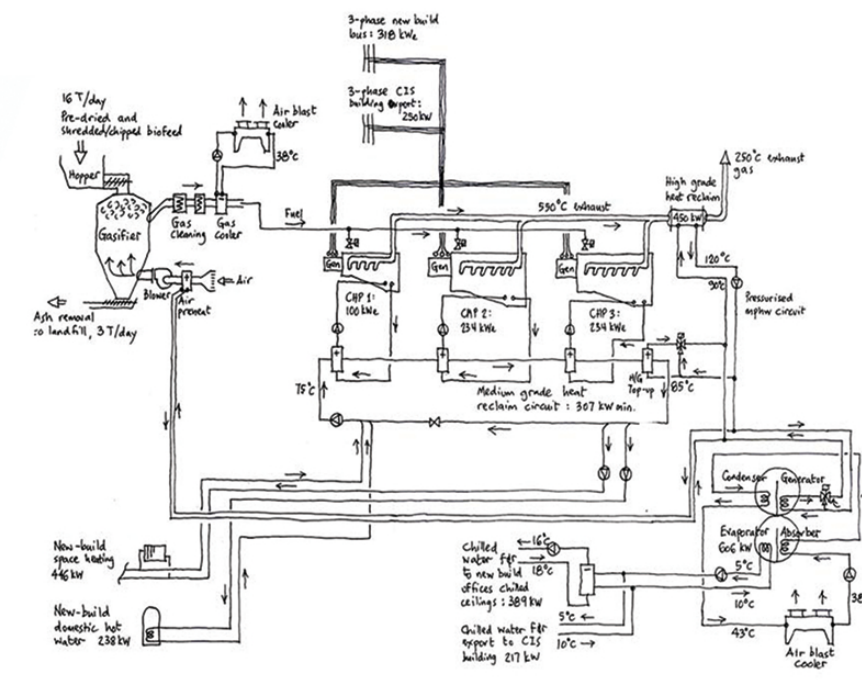 3-phase new build
bus: 318 kWe
3-phase CIS
building export:
250kW
16 T/day
Pre-dried and
shredded/chipped biofeed
Hopper
Air blast
cooler
38°C
Gasifier
Gas
cleaning
Gas
cooler
Fuel
Blower
Air
preheat
Air
Ash removal
to landfill, 3 T/day
550°C exhaust
High grade
heat reclaim
450 kW
250°C exhaust
gas
120°C
90°C
Pressurised
mphw circuit
Gen
Gen
Gen
CHP 1:
100 kWe
CHP 2:
234 kWe
CHP 3:
234 kWe
75°C
H/G
Top-up
85°C
Medium grade heat
reclaim circuit: 307 kW min.
Condenser
Generator
Evaporator
606 kW
Absorber
New-build
space heating
446 kW
New-build
domestic hot
water 238 kW
Chilled
water for
to new build
offices chilled
ceilings: 389 kW
16°C
18°C
5°C
10°C
Chilled water for
export to CIS
building 217 kW
5°C
10°C
43°C
38
Air blast
cooler